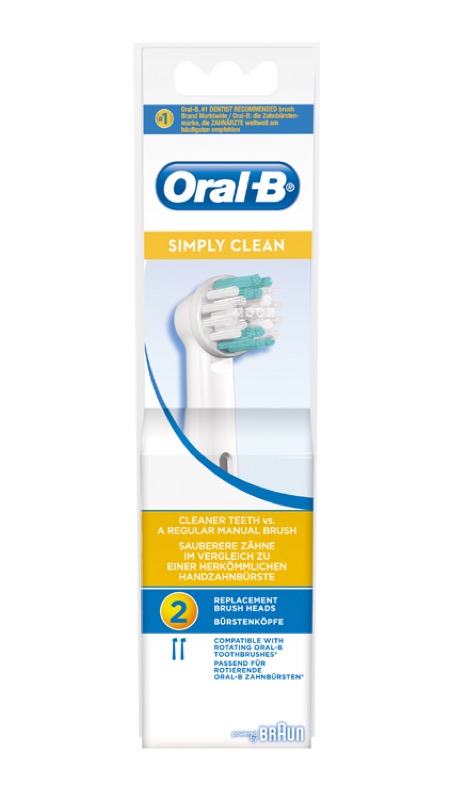 #1
Oral-B, #1 DENTIST RECOMMENDED brush
Brand Worldwide / Oral-B: die Zahnbürsten-
marke, die ZAHNÄRZTE weltweit am
häufigsten empfehlen
Oral-B®
SIMPLY CLEAN
CLEANER TEETH vs.
A REGULAR MANUAL BRUSH
SAUBERERE ZÄHNE
IM VERGLEICH ZU
EINER HERKÖMMLICHEN
HANDZAHNBÜRSTE
2
REPLACEMENT
BRUSH HEADS
BÜRSTENKÖPFE
COMPATIBLE WITH
ROTATING ORAL-B
TOOTHBRUSHES*
PASSEND FÜR
ROTIERENDE
ORAL-B ZAHNBÜRSTEN*
powered by BRAUN